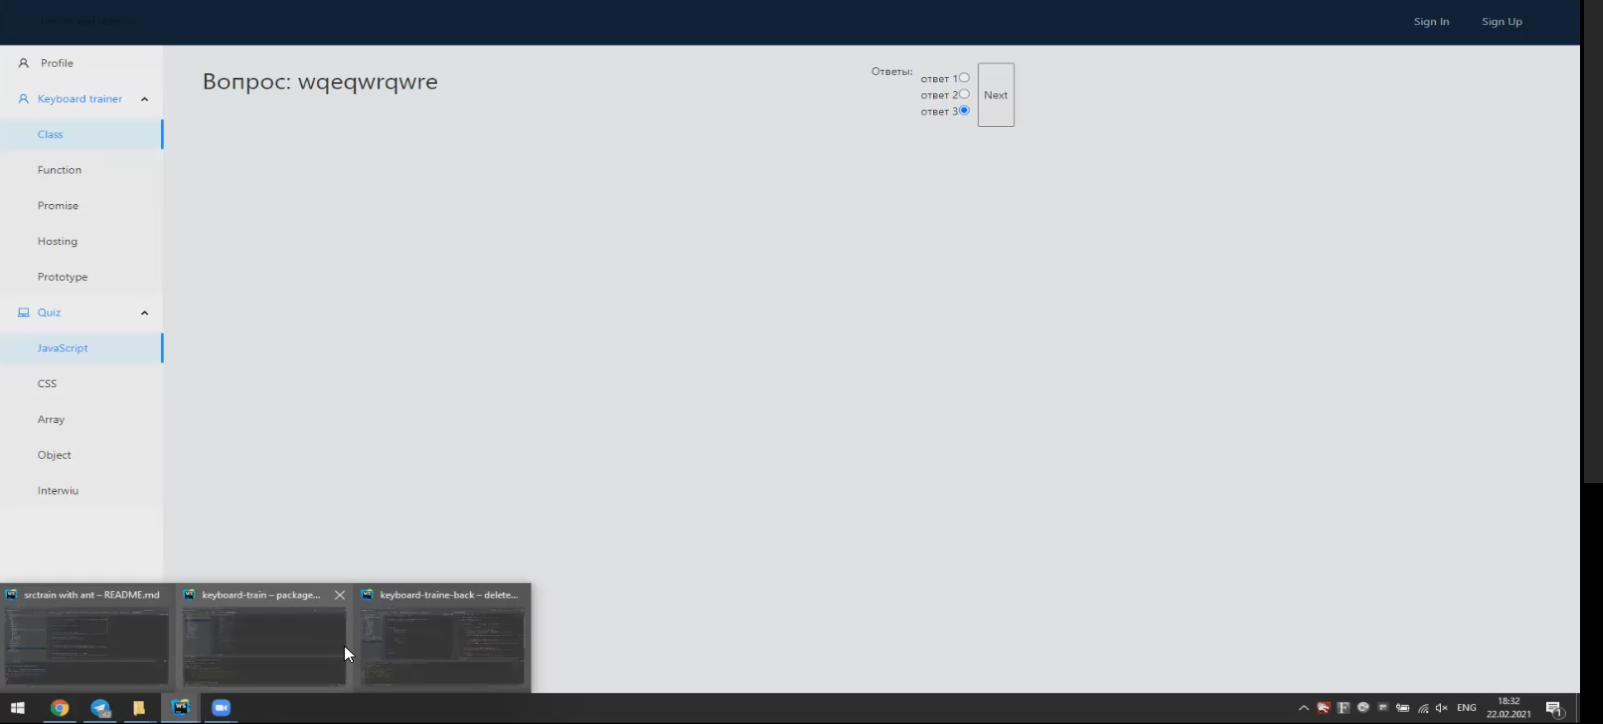 Sign In
Sign Up
Profile
Keyboard trainer
Class
Function
Promise
Hosting
Prototype
Quiz
JavaScript
CSS
Array
Object
Interwiu
Вопрос: wqeqwrqwre
Ответы:
ответ 1
ответ 2
ответ 3
Next
srctrain with ant – README.md
keyboard-train – package...
keyboard-traine-back – delete...
WS
ENG
18:32
22.02.2021
1